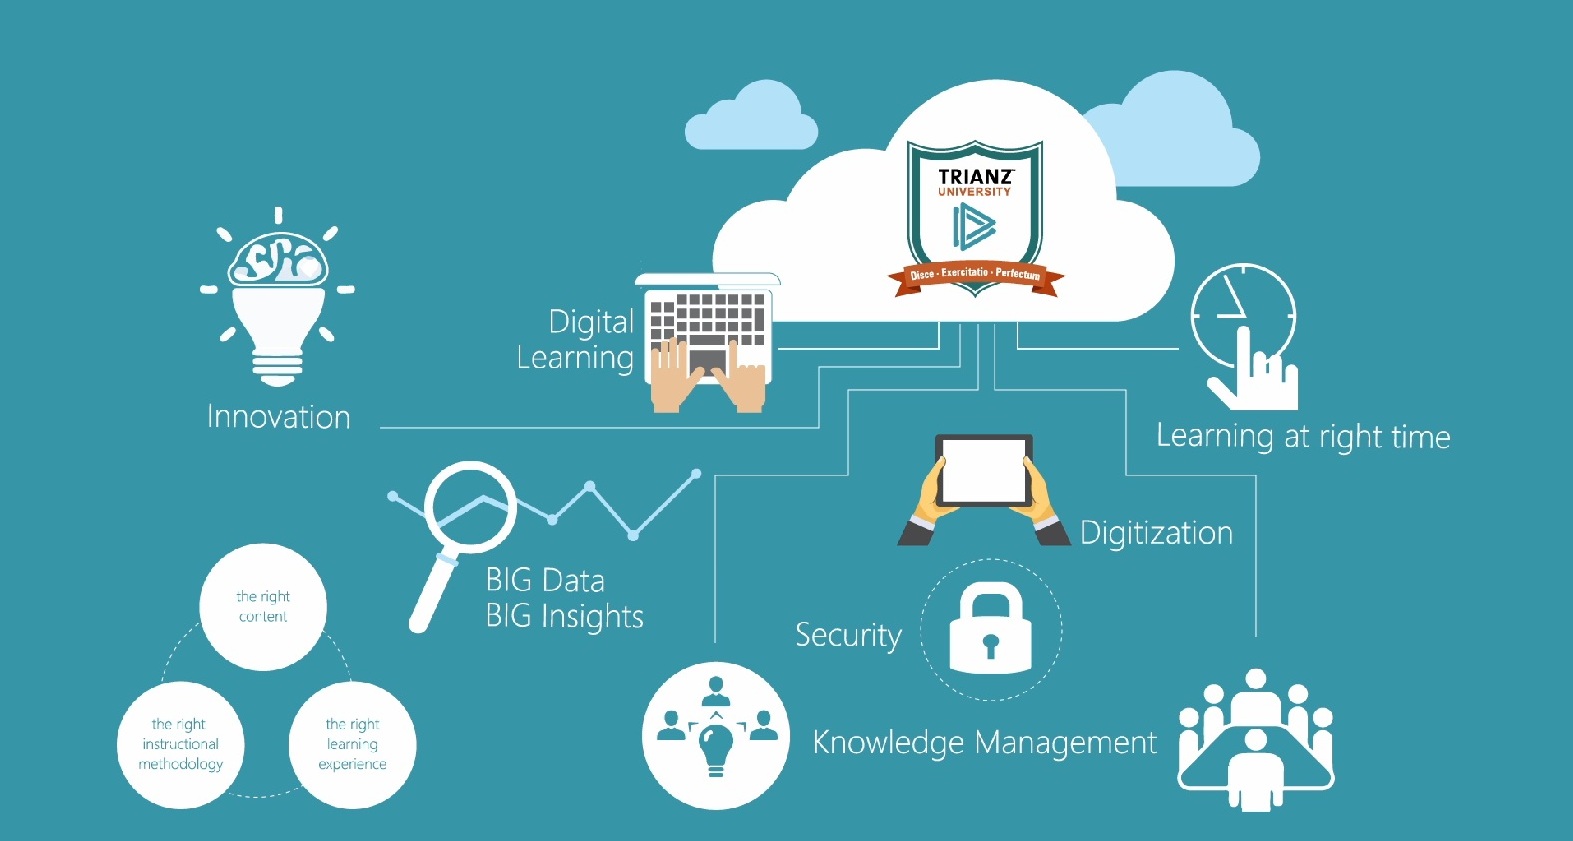 TRIANZ™
UNIVERSITY
Disce • Exercitatio • Perfectum
Digital
Learning
Innovation
Learning at right time
BIG Data
BIG Insights
Digitization
the right
content
Security
the right
instructional
methodology
the right
learning
experience
Knowledge Management